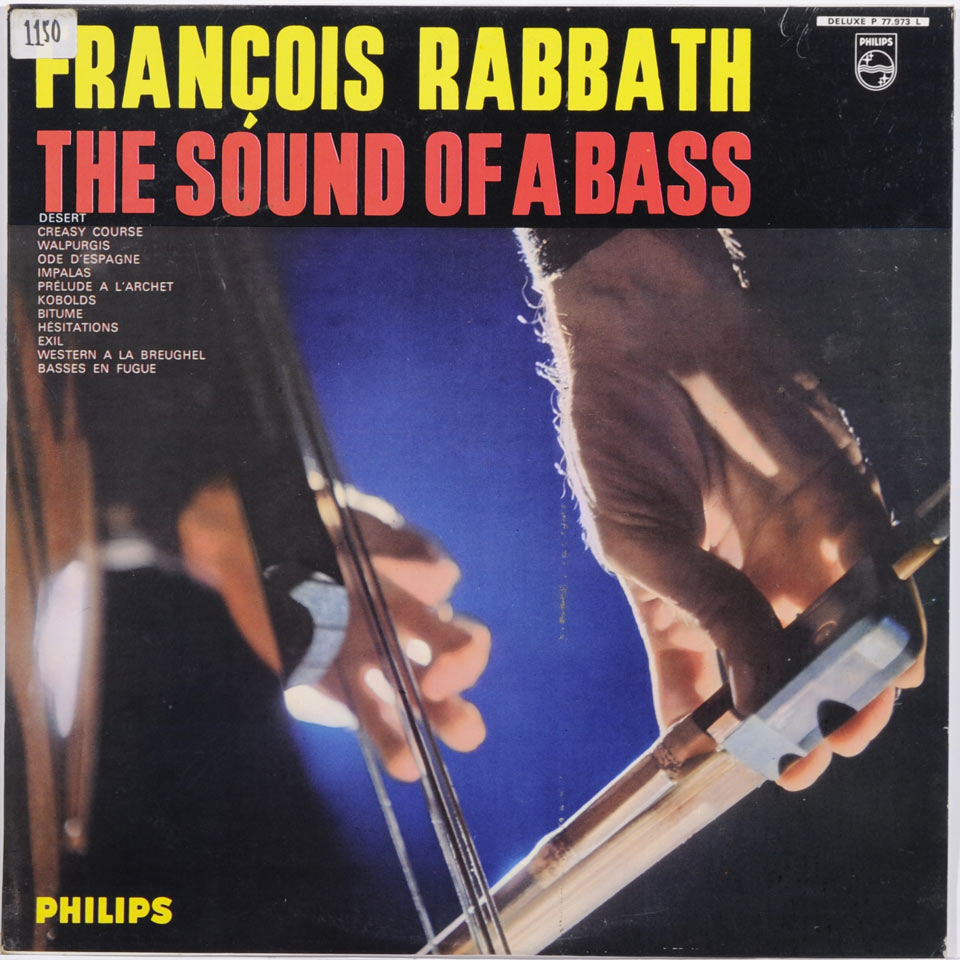 1150
DELUXE P 77.973 L
PHILIPS
FRANÇOIS RABBATH
THE SOUND OF A BASS
DESERT
CREASY COURSE
WALPURGIS
ODE D'ESPAGNE
IMPALAS
PRÉLUDE A L'ARCHET
KOBOLDS
BITUME
HÉSITATIONS
EXIL
WESTERN A LA BREUGHEL
BASSES EN FUGUE
PHILIPS